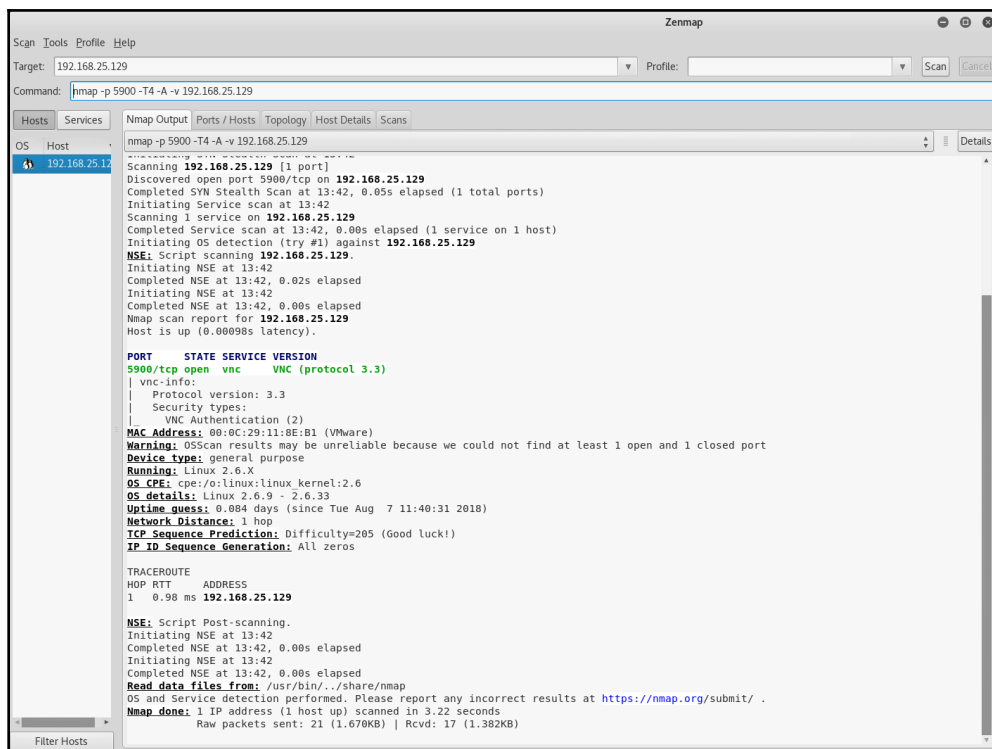 Zenmap
Scan Tools Profile Help
Target: 192.168.25.129 Profile: Scan Cancel
Command: nmap -p 5900 -T4 -A -v 192.168.25.129
Hosts Services Nmap Output Ports / Hosts Topology Host Details Scans
OS Host nmap -p 5900 -T4 -A -v 192.168.25.129 Details
192.168.25.12
Initiating SYN Stealth Scan at 13:42
Scanning 192.168.25.129 [1 port]
Discovered open port 5900/tcp on 192.168.25.129
Completed SYN Stealth Scan at 13:42, 0.05s elapsed (1 total ports)
Initiating Service scan at 13:42
Scanning 1 service on 192.168.25.129
Completed Service scan at 13:42, 0.00s elapsed (1 service on 1 host)
Initiating OS detection (try #1) against 192.168.25.129
NSE: Script scanning 192.168.25.129.
Initiating NSE at 13:42
Completed NSE at 13:42, 0.02s elapsed
Initiating NSE at 13:42
Completed NSE at 13:42, 0.00s elapsed
Nmap scan report for 192.168.25.129
Host is up (0.00098s latency).
PORT STATE SERVICE VERSION
5900/tcp open vnc VNC (protocol 3.3)
| vnc-info:
| Protocol version: 3.3
| Security types:
|_ VNC Authentication (2)
MAC Address: 00:0C:29:11:8E:B1 (VMware)
Warning: OSScan results may be unreliable because we could not find at least 1 open and 1 closed port
Device type: general purpose
Running: Linux 2.6.X
OS CPE: cpe:/o:linux:linux_kernel:2.6
OS details: Linux 2.6.9 - 2.6.33
Uptime guess: 0.084 days (since Tue Aug  7 11:40:31 2018)
Network Distance: 1 hop
TCP Sequence Prediction: Difficulty=205 (Good luck!)
IP ID Sequence Generation: All zeros
TRACEROUTE
HOP RTT ADDRESS
1 0.98 ms 192.168.25.129
NSE: Script Post-scanning.
Initiating NSE at 13:42
Completed NSE at 13:42, 0.00s elapsed
Initiating NSE at 13:42
Completed NSE at 13:42, 0.00s elapsed
Read data files from: /usr/bin/../share/nmap
OS and Service detection performed. Please report any incorrect results at https://nmap.org/submit/ .
Nmap done: 1 IP address (1 host up) scanned in 3.22 seconds
Raw packets sent: 21 (1.670KB) | Rcvd: 17 (1.382KB)
Filter Hosts